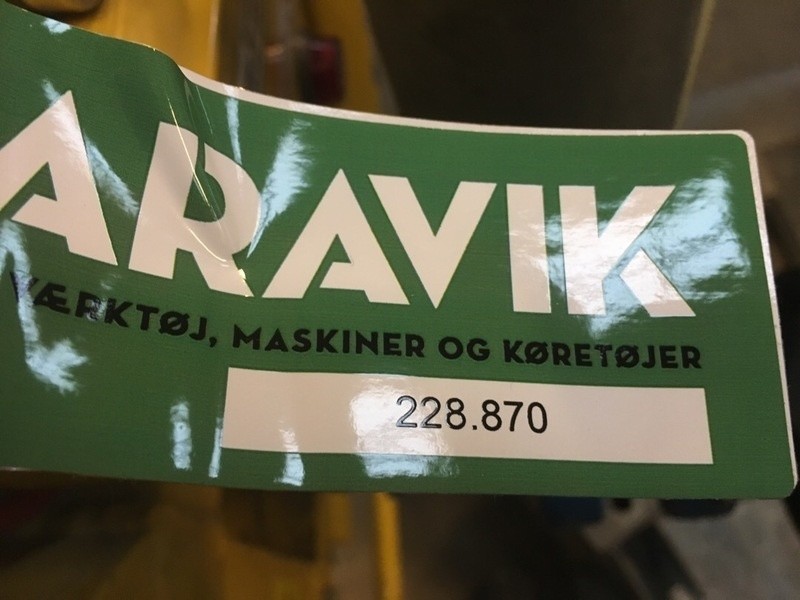 ARAVIK
VÆRKTØJ, MASKINER OG KØRETØJER
228.870